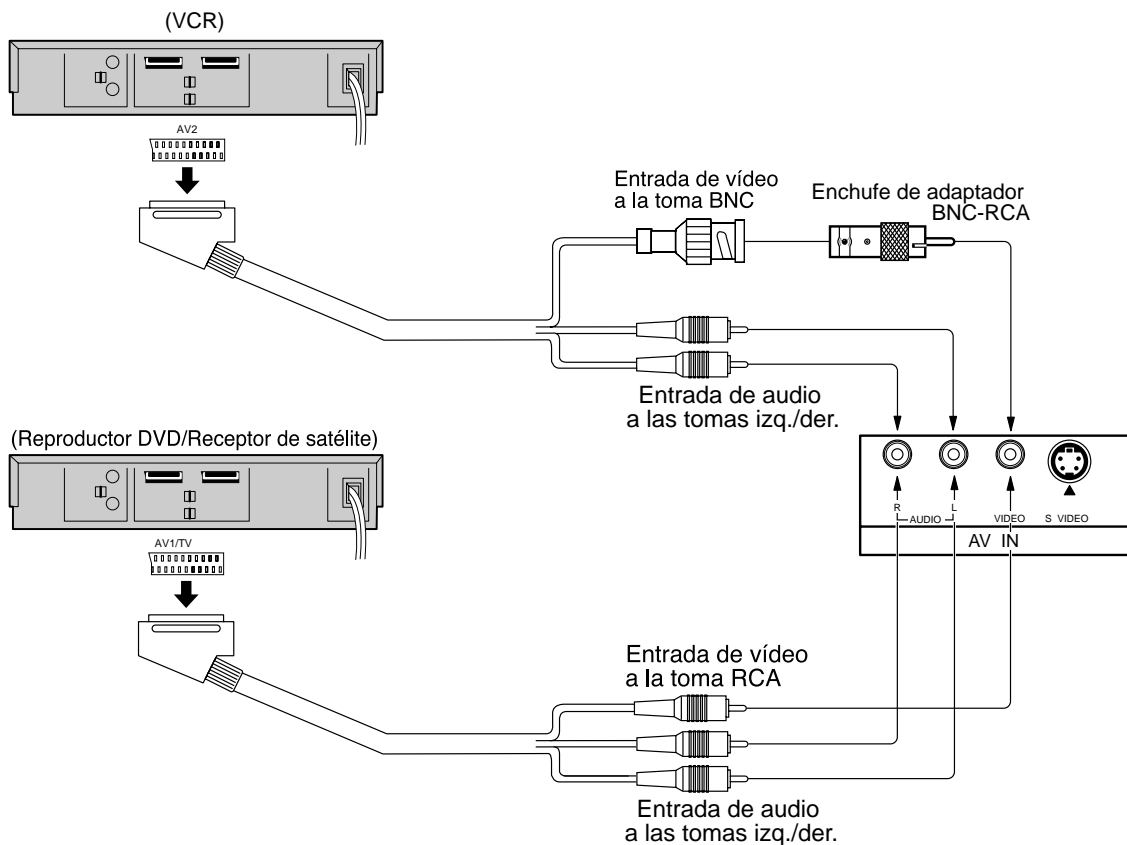 (VCR)
AV2
Entrada de vídeo
a la toma BNC
Enchufe de adaptador
BNC-RCA
Entrada de audio
a las tomas izq./der.
(Reproductor DVD/Receptor de satélite)
AV1/TV
R
AUDIO
L
VIDEO
S VIDEO
AV IN
Entrada de vídeo
a la toma RCA
Entrada de audio
a las tomas izq./der.